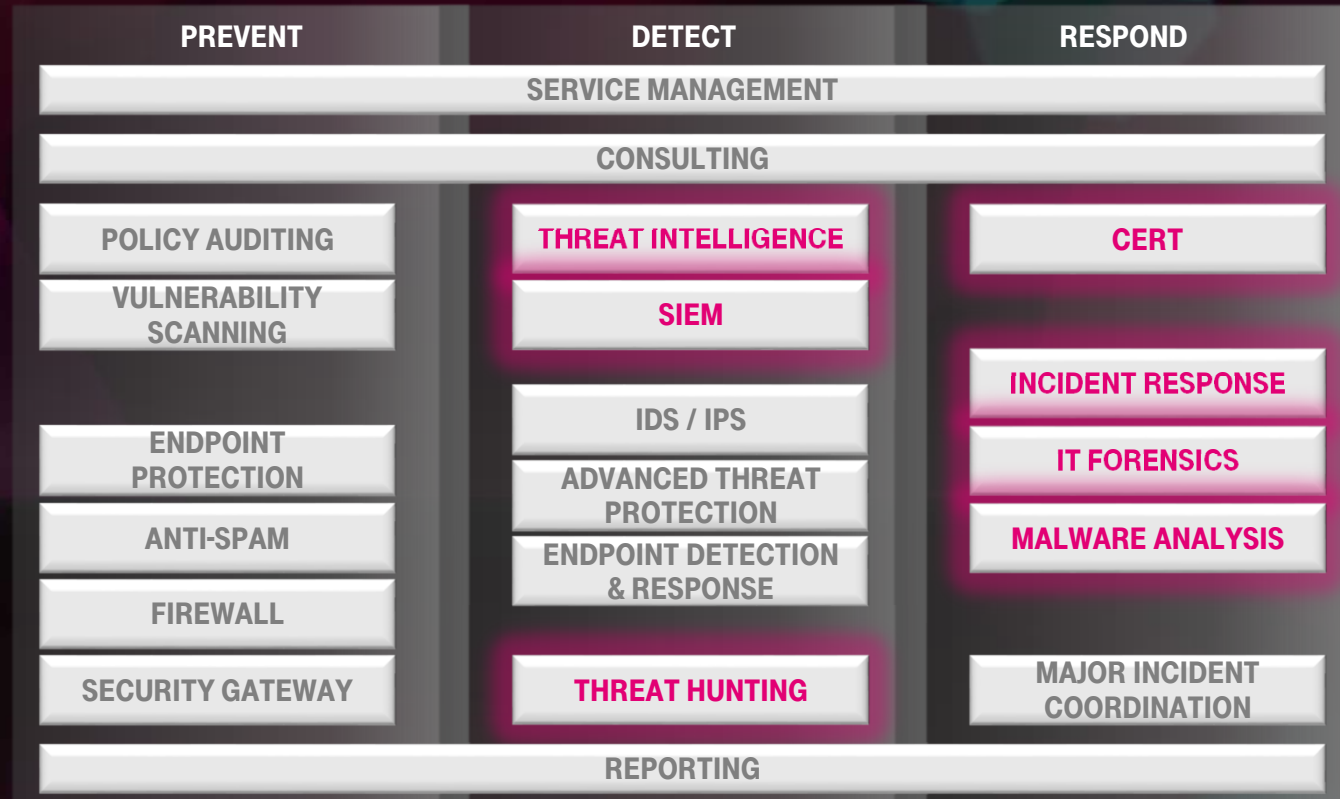 PREVENT
DETECT
RESPOND
SERVICE MANAGEMENT
CONSULTING
POLICY AUDITING
VULNERABILITY
SCANNING
ENDPOINT
PROTECTION
ANTI-SPAM
FIREWALL
SECURITY GATEWAY
THREAT INTELLIGENCE
SIEM
IDS / IPS
ADVANCED THREAT
PROTECTION
ENDPOINT DETECTION
& RESPONSE
THREAT HUNTING
CERT
INCIDENT RESPONSE
IT FORENSICS
MALWARE ANALYSIS
MAJOR INCIDENT
COORDINATION
REPORTING